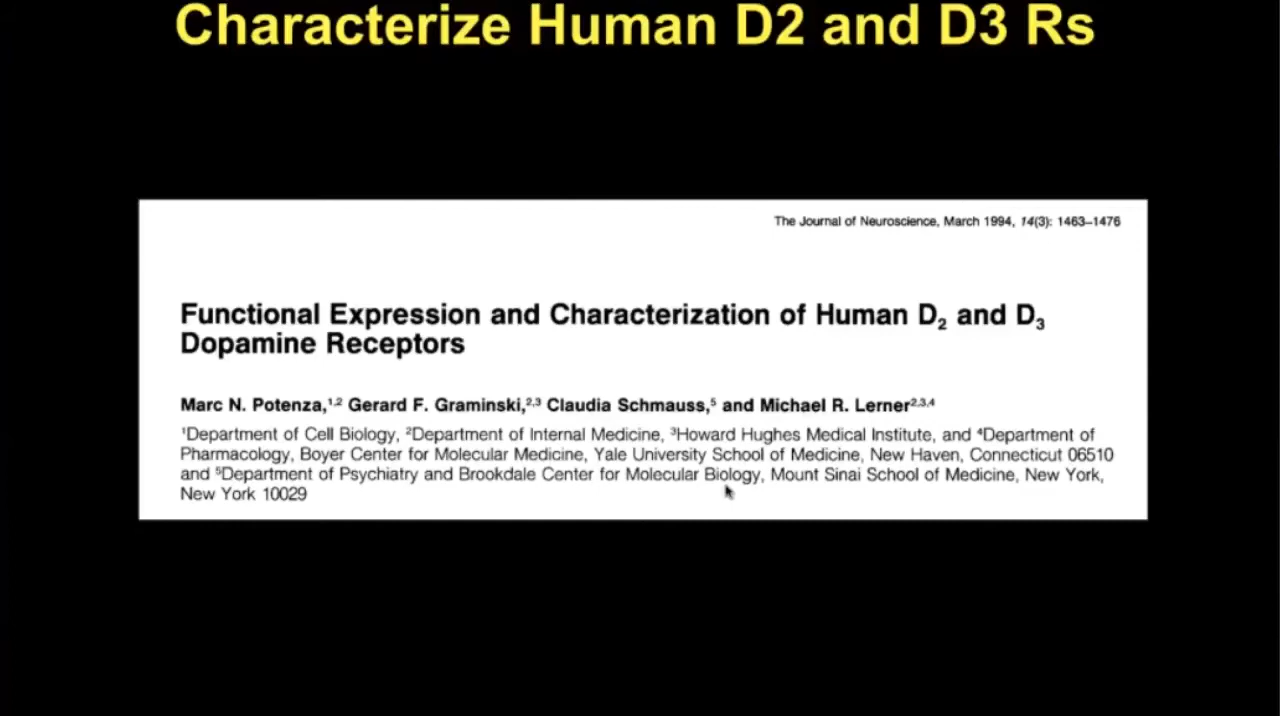 Characterize Human D2 and D3 Rs
The Journal of Neuroscience, March 1994, 14(3): 1463–1476
Functional Expression and Characterization of Human D₂ and D₃
Dopamine Receptors
Marc N. Potenza,¹,² Gerard F. Graminski,²,³ Claudia Schmauss,⁵ and Michael R. Lerner²,³,⁴
¹Department of Cell Biology, ²Department of Internal Medicine, ³Howard Hughes Medical Institute, and ⁴Department of
Pharmacology, Boyer Center for Molecular Medicine, Yale University School of Medicine, New Haven, Connecticut 06510
and ⁵Department of Psychiatry and Brookdale Center for Molecular Biology, Mount Sinai School of Medicine, New York,
New York 10029